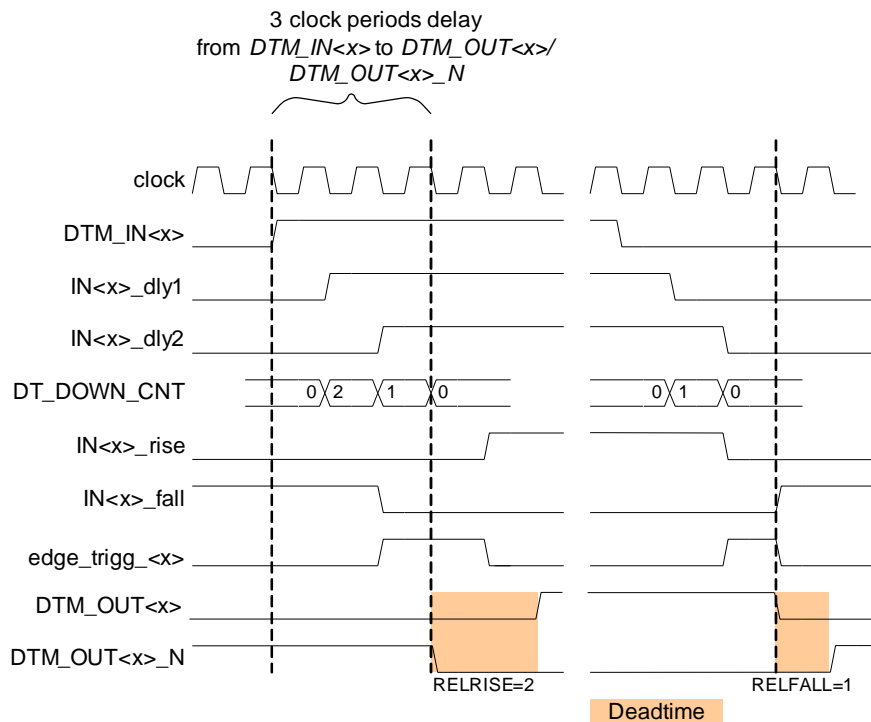 3 clock periods delay
from DTM_IN<x> to DTM_OUT<x>/
DTM_OUT<x>_N
clock
DTM_IN<x>
IN<x>_dly1
IN<x>_dly2
DT_DOWN_CNT 0 2 1 0 0 1 0
IN<x>_rise
IN<x>_fall
edge_trigg_<x>
DTM_OUT<x>
DTM_OUT<x>_N
RELRISE=2 RELFALL=1
Deadtime